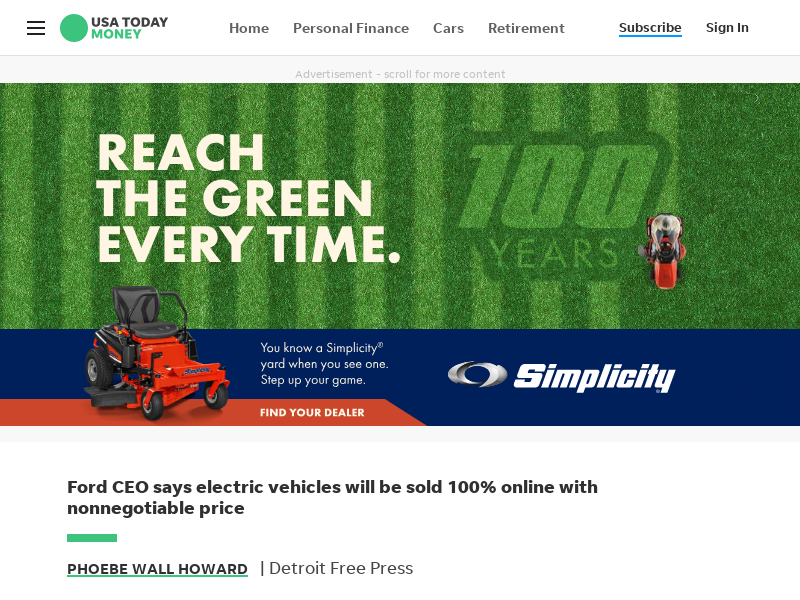 USA TODAY
MONEY
Home Personal Finance Cars Retirement Subscribe Sign In
Advertisement - scroll for more content
REACH
THE GREEN
EVERY TIME.
100
YEARS
You know a Simplicity®
yard when you see one.
Step up your game.
FIND YOUR DEALER
Simplicity
Ford CEO says electric vehicles will be sold 100% online with
nonnegotiable price
PHOEBE WALL HOWARD | Detroit Free Press